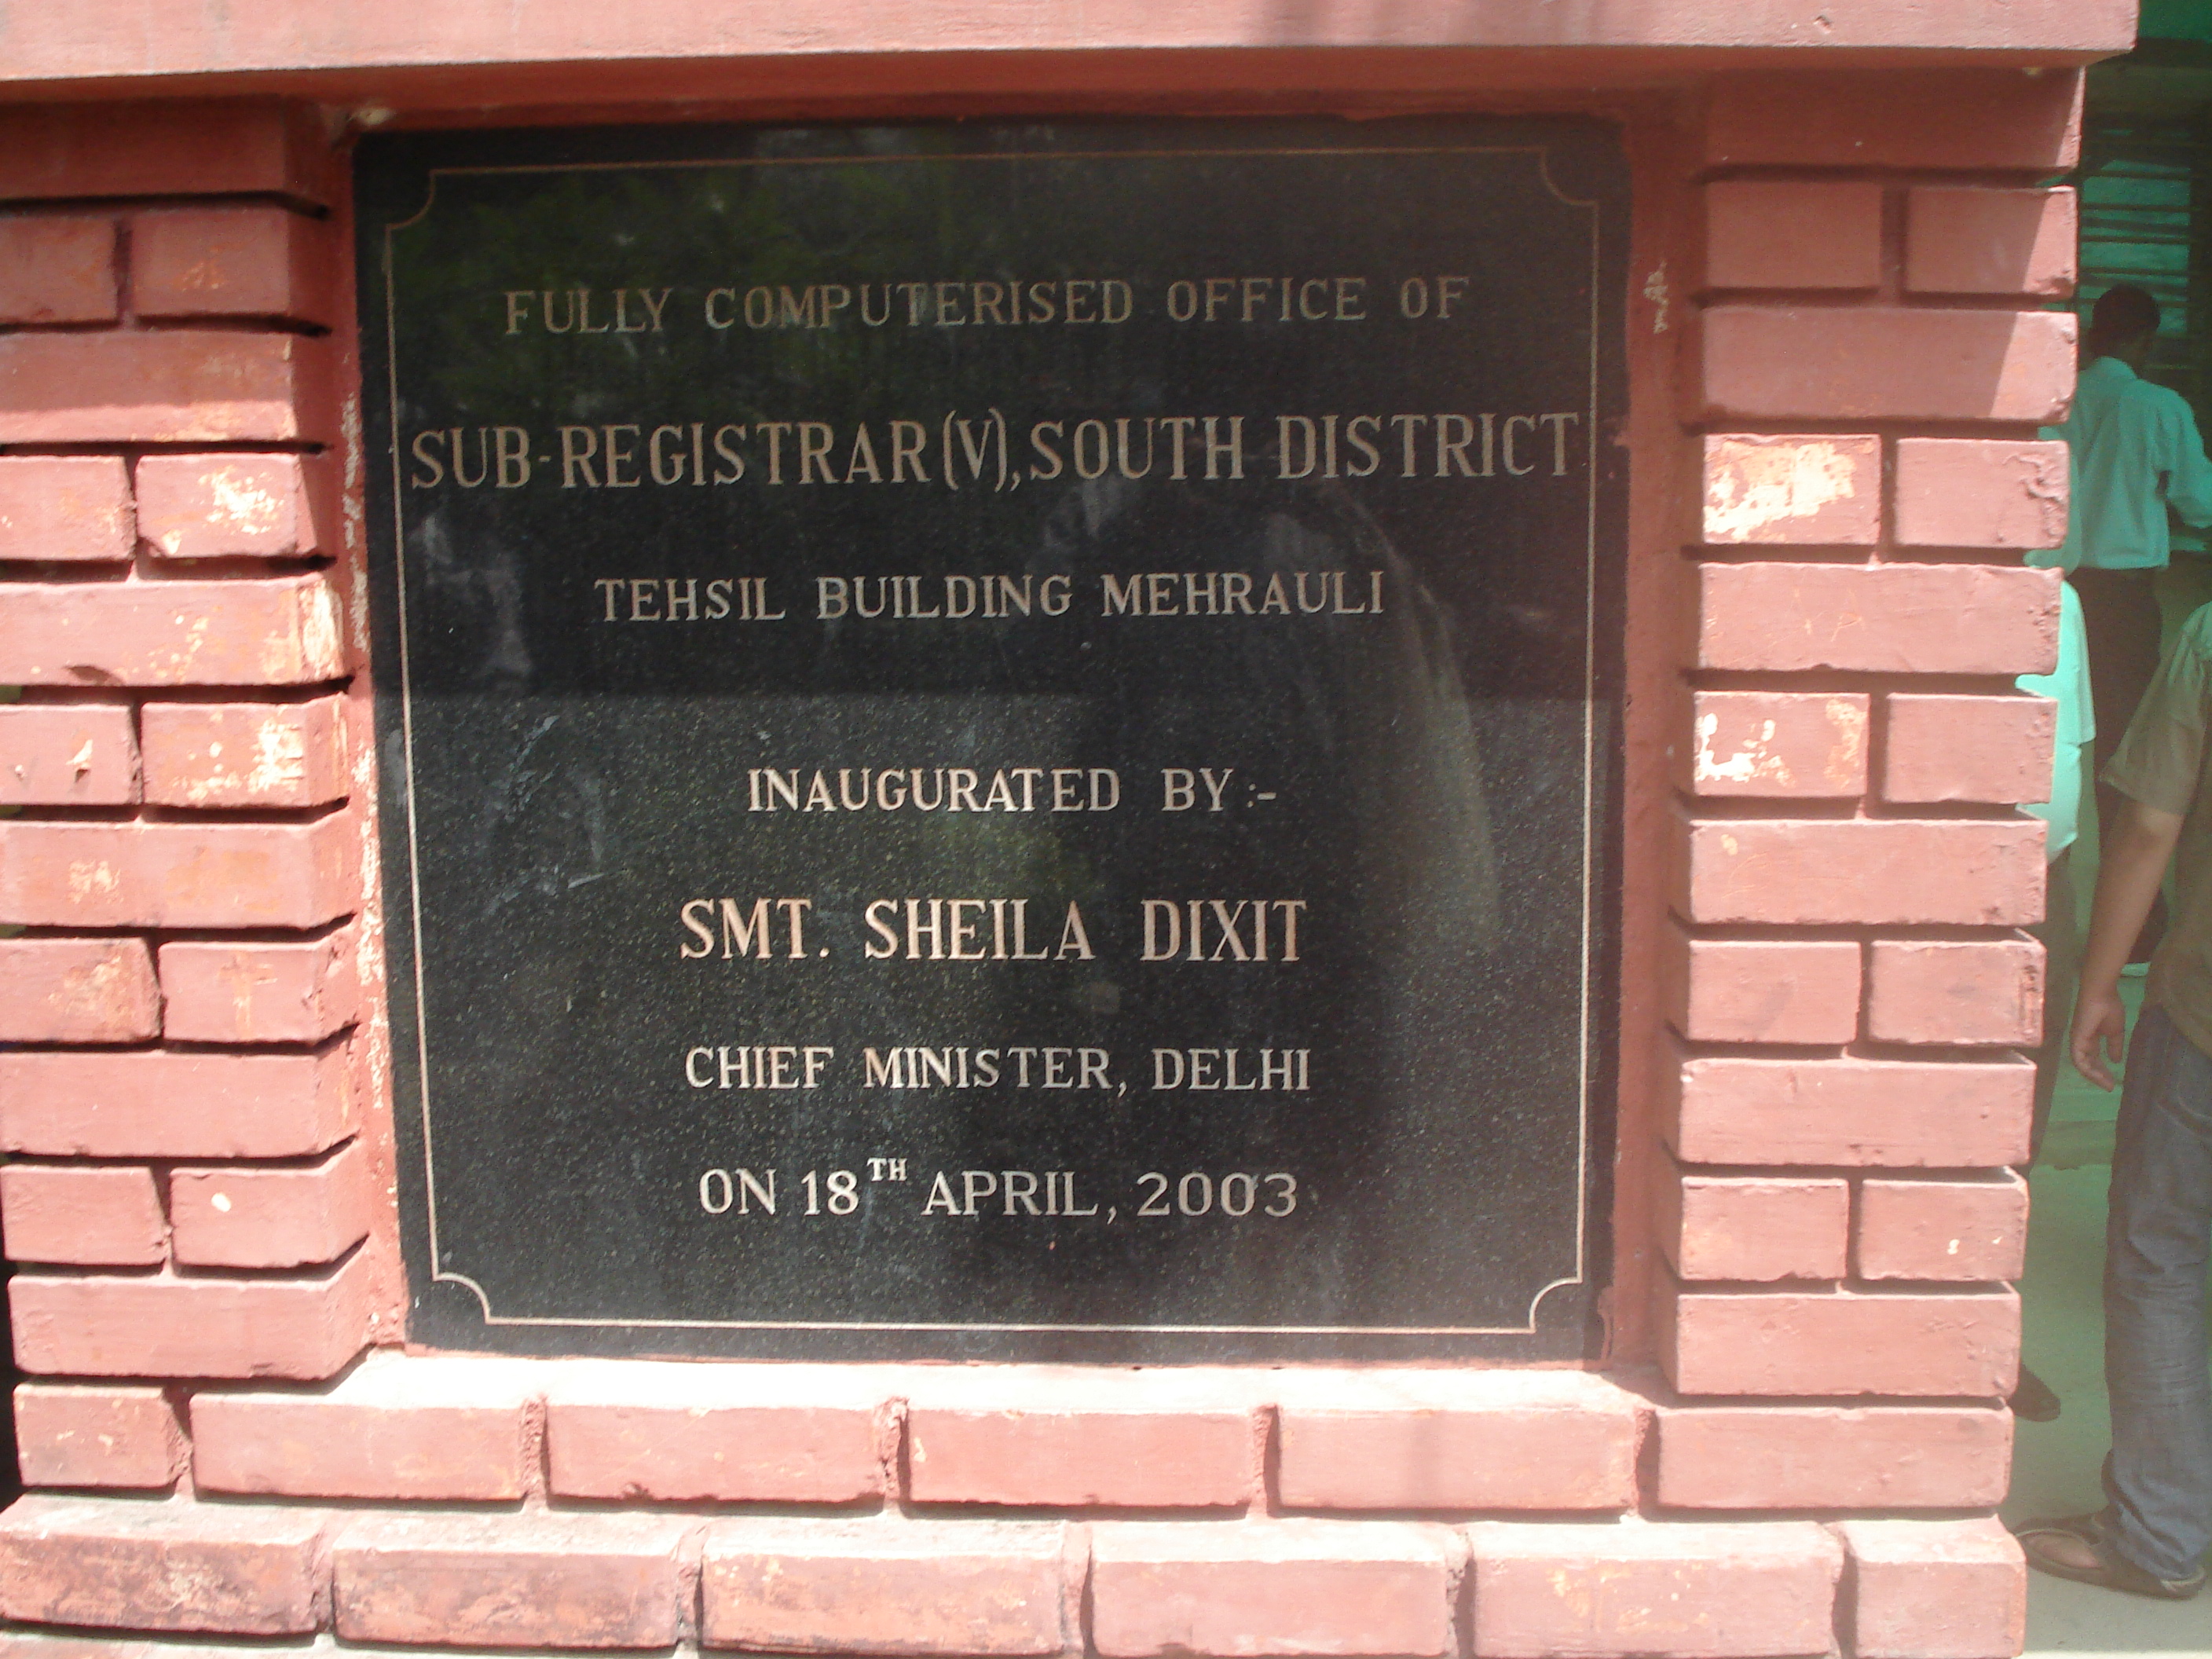 FULLY COMPUTERISED OFFICE OF
SUB-REGISTRAR (V), SOUTH DISTRICT
TEHSIL BUILDING MEHRAULI
INAUGURATED BY :-
SMT. SHEILA DIXIT
CHIEF MINISTER, DELHI
ON 18TH APRIL, 2003